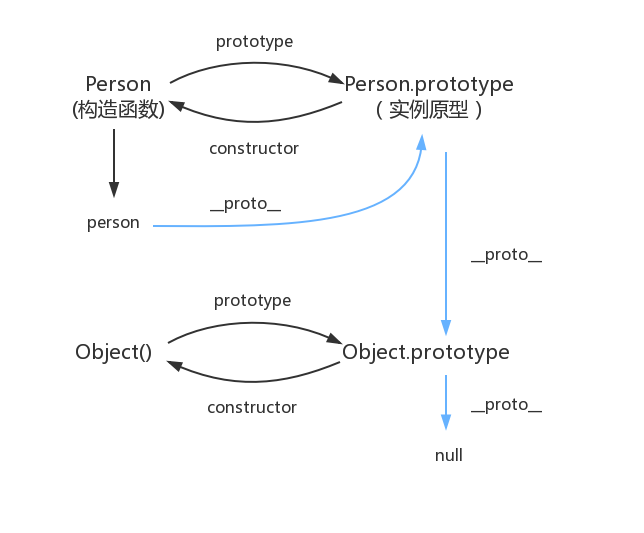 prototype
Person
(构造函数)
Person.prototype
( 实例原型 )
constructor
__proto__
person
__proto__
prototype
Object()
Object.prototype
constructor
__proto__
null